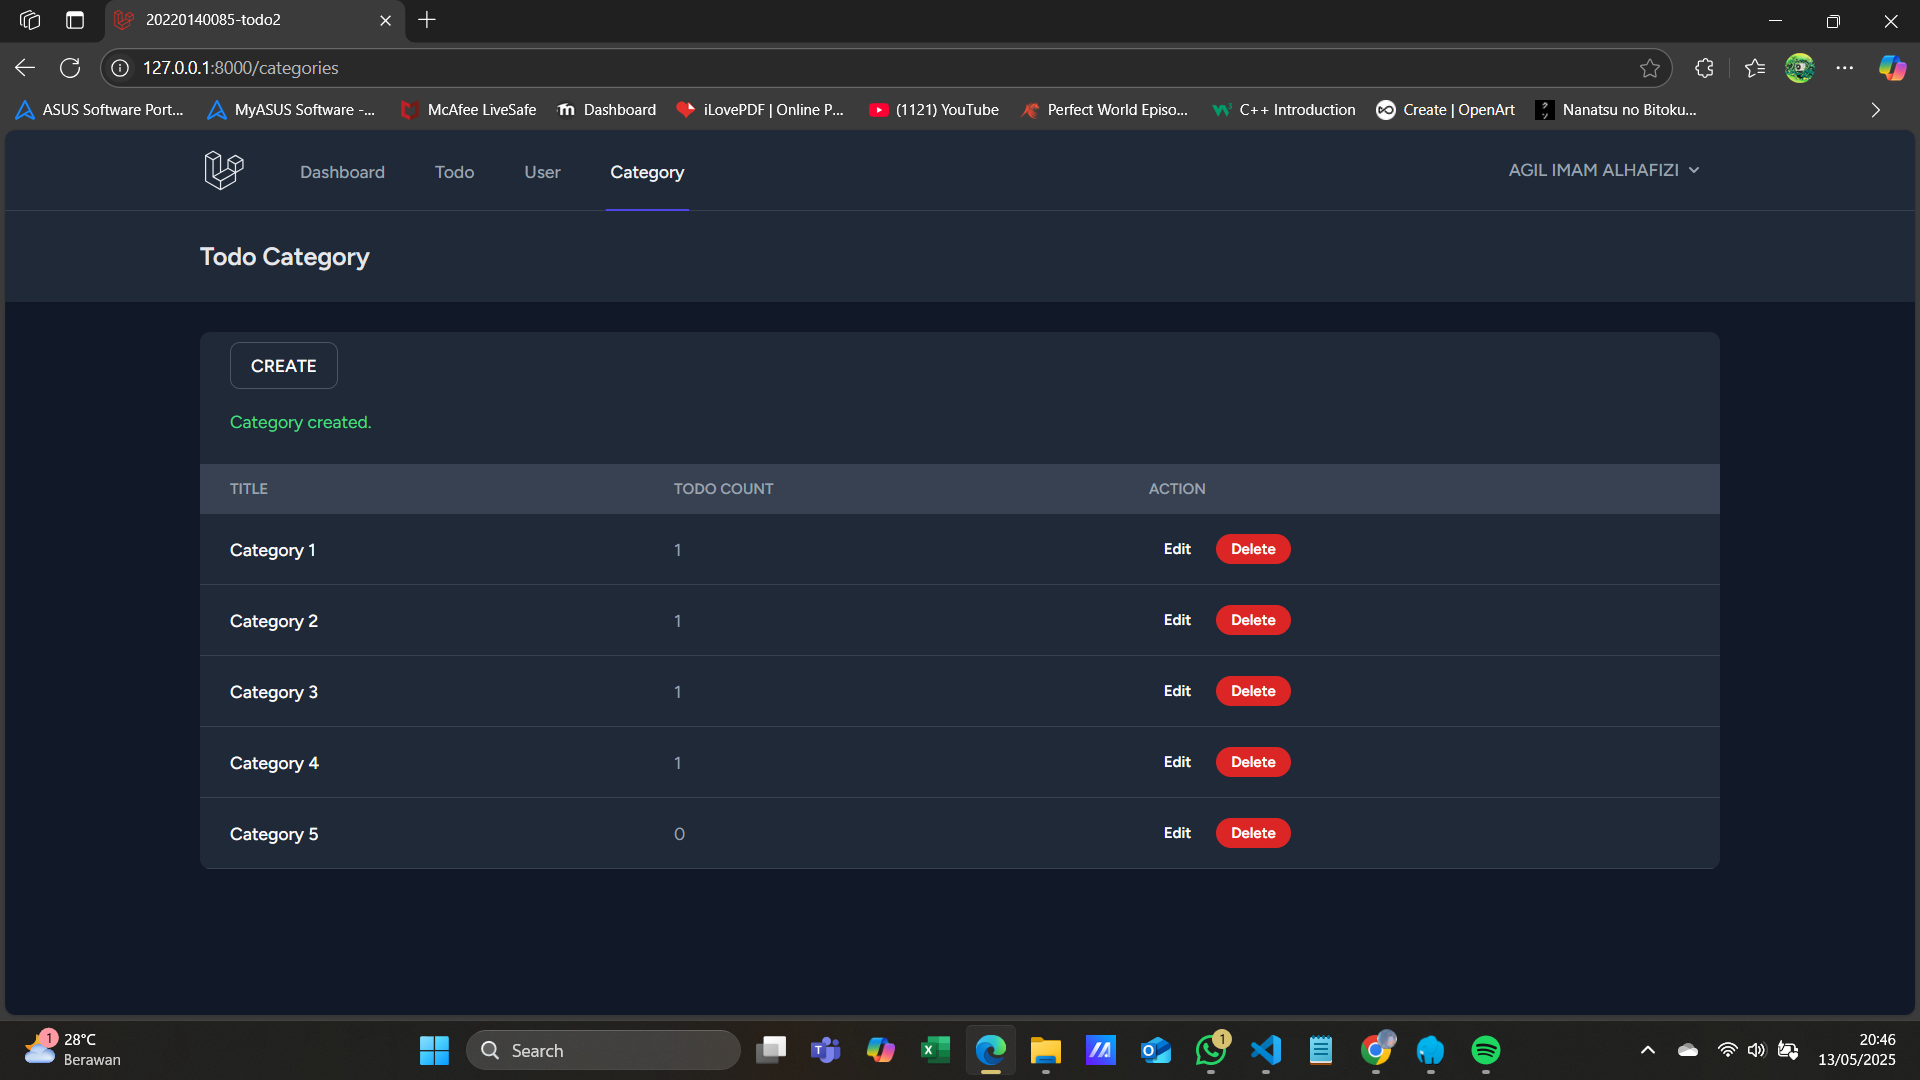 20220140085-todo2
127.0.0.1:8000/categories
ASUS Software Port... MyASUS Software -... McAfee LiveSafe Dashboard iLovePDF | Online P... (1121) YouTube Perfect World Episo... C++ Introduction Create | OpenArt Nanatsu no Bitoku...
Dashboard Todo User Category AGIL IMAM ALHAFIZI
Todo Category
CREATE
Category created.
TITLE TODO COUNT ACTION
Category 1 1 Edit Delete
Category 2 1 Edit Delete
Category 3 1 Edit Delete
Category 4 1 Edit Delete
Category 5 0 Edit Delete
1 28°C
Berawan
Search
1
20:46
13/05/2025